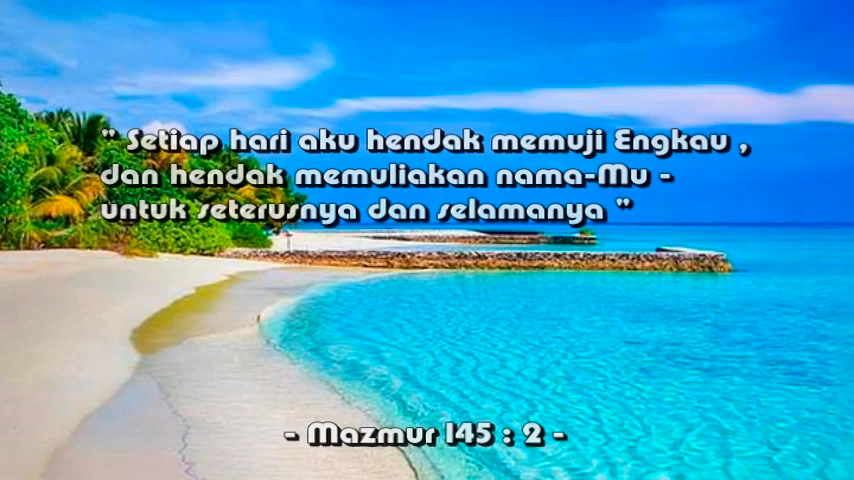 " Setiap hari aku hendak memuji Engkau ,
dan hendak memuliakan nama-Mu -
untuk seterusnya dan selamanya "
- Mazmur 145 : 2 -